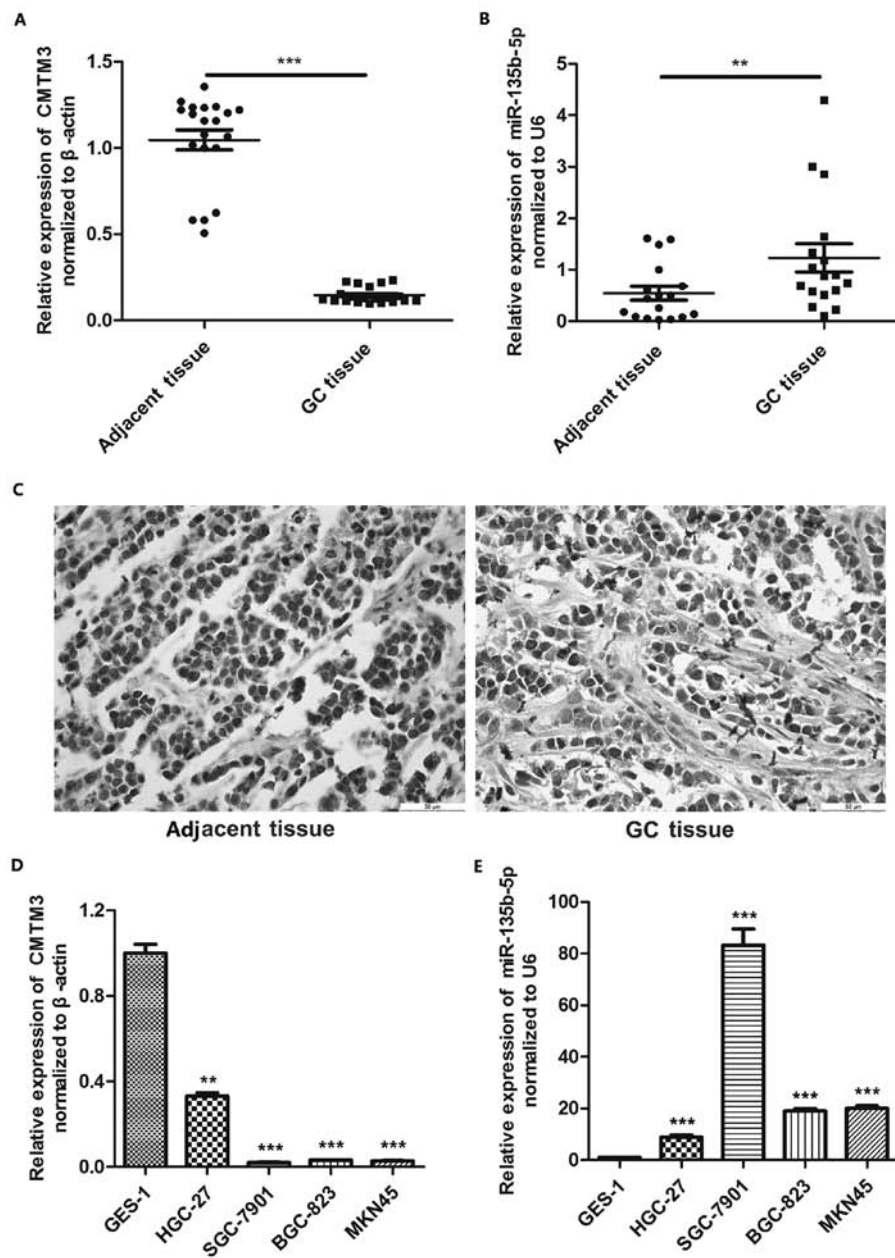 A
Relative expression of CMTM3
normalized to β -actin
1.5
1.0
0.5
0.0
***
Adjacent tissue
GC tissue
B
Relative expression of miR-135b-5p
normalized to U6
5
4
3
2
1
0
**
Adjacent tissue
GC tissue
C
50 μm
50 μm
Adjacent tissue
GC tissue
D
Relative expression of CMTM3
normalized to β -actin
1.2
0.8
0.4
0.0
**
***
***
***
GES-1
HGC-27
SGC-7901
BGC-823
MKN45
E
Relative expression of miR-135b-5p
normalized to U6
100
80
60
40
20
0
***
***
***
***
GES-1
HGC-27
SGC-7901
BGC-823
MKN45